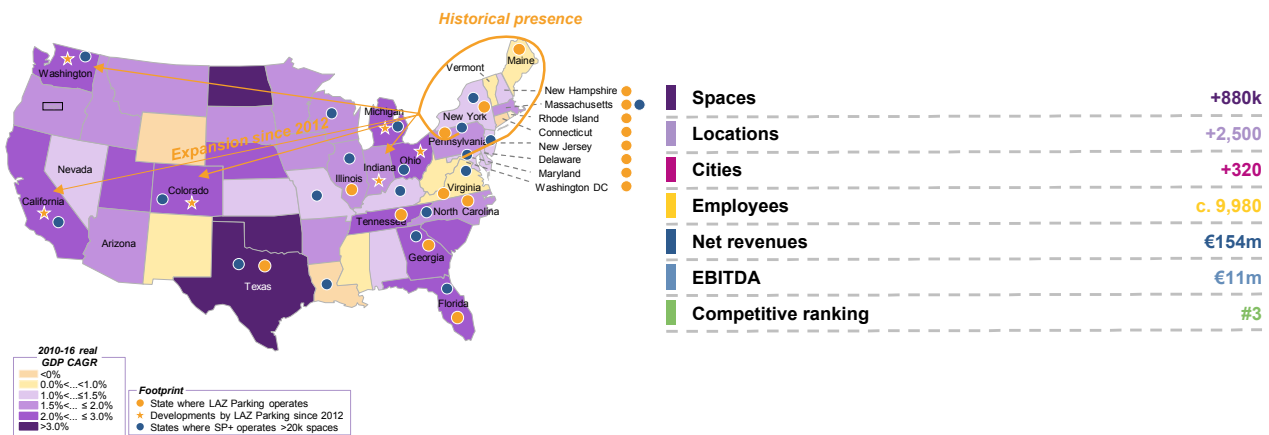 Historical presence
Maine
Vermont
Washington
New Hampshire
Massachusetts
Michigan
New York
Rhode Island
Expansion since 2012
Connecticut
Pennsylvania
New Jersey
Ohio
Delaware
Nevada
Indiana
Maryland
Illinois
Washington DC
Colorado
Virginia
California
North Carolina
Tennessee
Arizona
Georgia
Texas
Florida
2010-16 real
GDP CAGR
<0%
0.0%<...<1.0%
1.0%<...≤1.5%
1.5%<... ≤ 2.0%
2.0%<... ≤ 3.0%
>3.0%
Footprint
State where LAZ Parking operates
Developments by LAZ Parking since 2012
States where SP+ operates >20k spaces
Spaces +880k
Locations +2,500
Cities +320
Employees c. 9,980
Net revenues €154m
EBITDA €11m
Competitive ranking #3